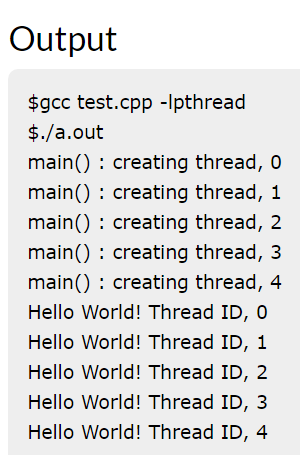 Output
$gcc test.cpp -lpthread
$./a.out
main() : creating thread, 0
main() : creating thread, 1
main() : creating thread, 2
main() : creating thread, 3
main() : creating thread, 4
Hello World! Thread ID, 0
Hello World! Thread ID, 1
Hello World! Thread ID, 2
Hello World! Thread ID, 3
Hello World! Thread ID, 4